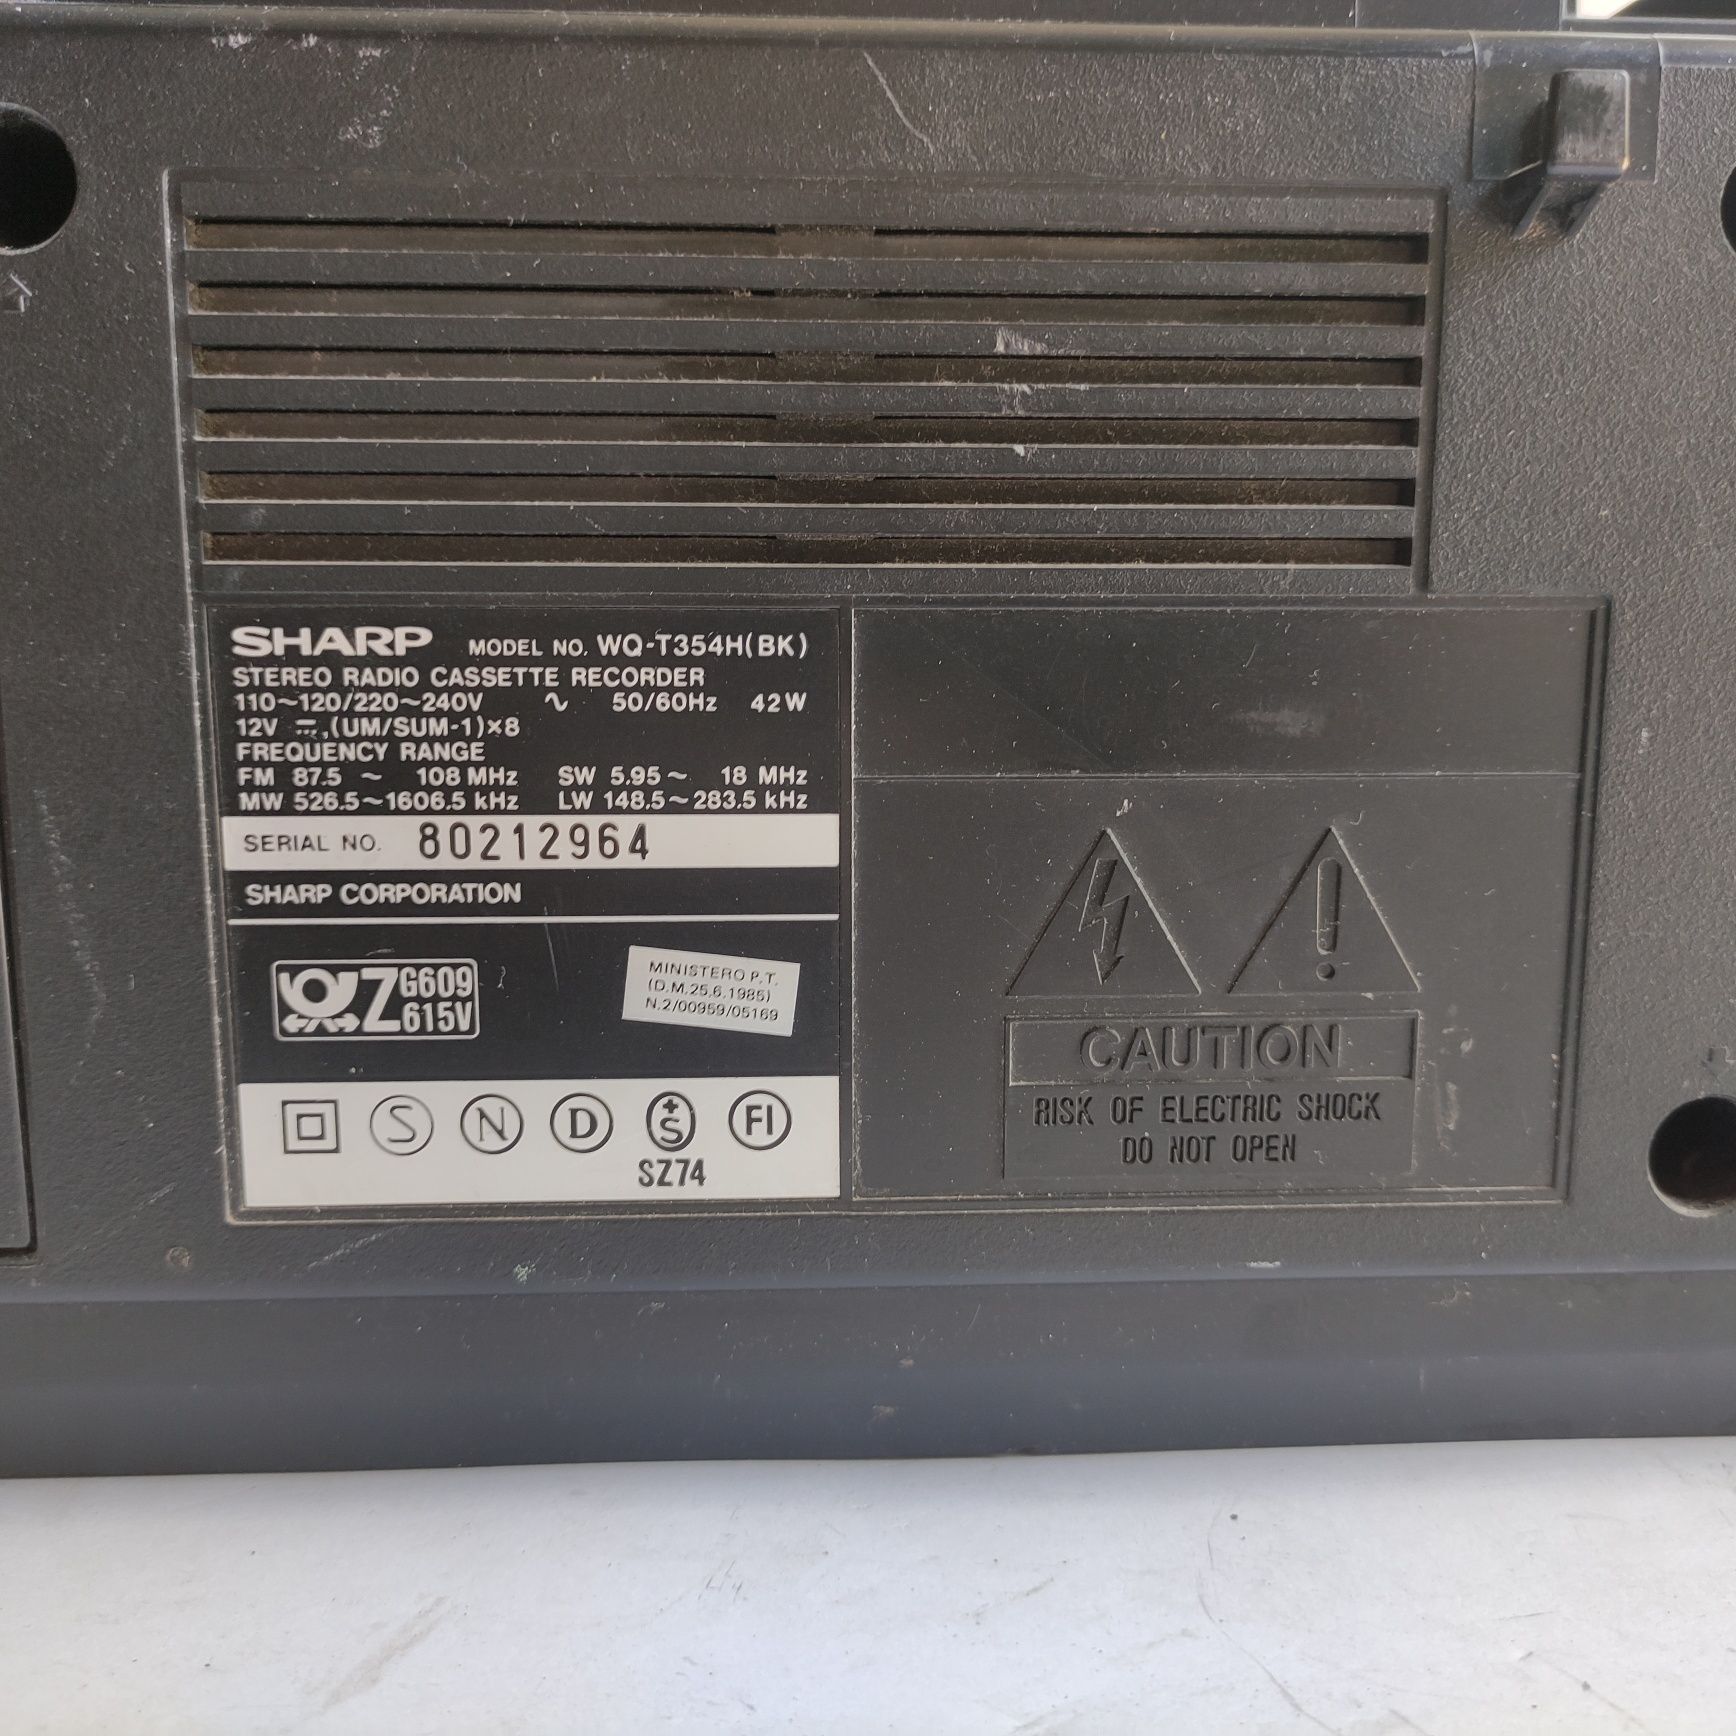 SHARP MODEL NO. WQ-T354H(BK)
STEREO RADIO CASSETTE RECORDER
110~120/220~240V ∿ 50/60Hz 42W
12V ⎓,(UM/SUM-1)×8
FREQUENCY RANGE
FM 87.5 ~ 108 MHz SW 5.95~ 18 MHz
MW 526.5~1606.5 kHz LW 148.5~283.5 kHz
SERIAL NO. 80212964
SHARP CORPORATION
Z G609
615V
MINISTERO P.T.
(D.M.25.6.1985)
N.2/00959/05169
S N D +S FI
SZ74
CAUTION
RISK OF ELECTRIC SHOCK
DO NOT OPEN